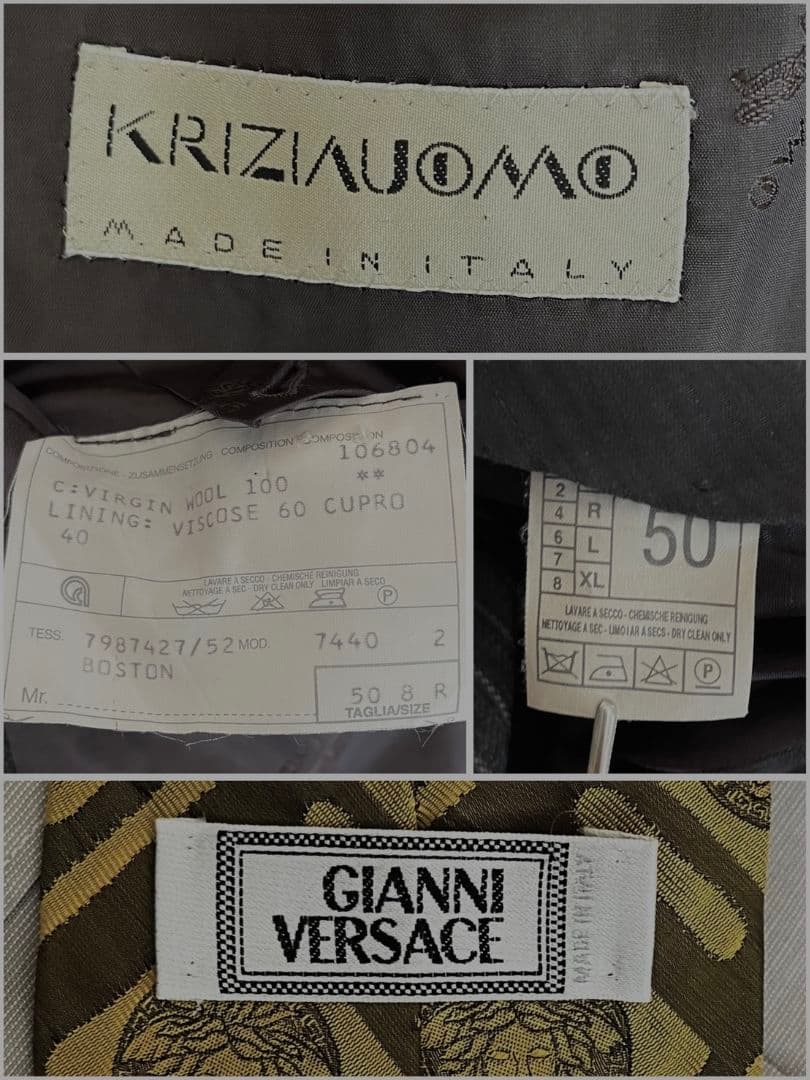 KRIZIAUOMO
MADE IN ITALY
COMPOSIZIONE - ZUSAMMENSETZUNG - COMPOSITION - COMPOSITION
106804
**
C:VIRGIN WOOL 100
LINING: VISCOSE 60 CUPRO
40
LAVARE A SECCO - CHEMISCHE REINIGUNG
NETTOYAGE A SEC - DRY CLEAN ONLY LIMPIAR A SECO
P
TESS. 7987427/52 MOD. 7440 2
BOSTON
Mr.
50 8 R
TAGLIA/SIZE
2
4 R
6 L
7
8 XL
50
LAVARE A SECCO - CHEMISCHE REINIGUNG
NETTOYAGE A SEC - LIMOIAR A SECS - DRY CLEAN ONLY
P
GIANNI
VERSACE
MADE IN ITALY